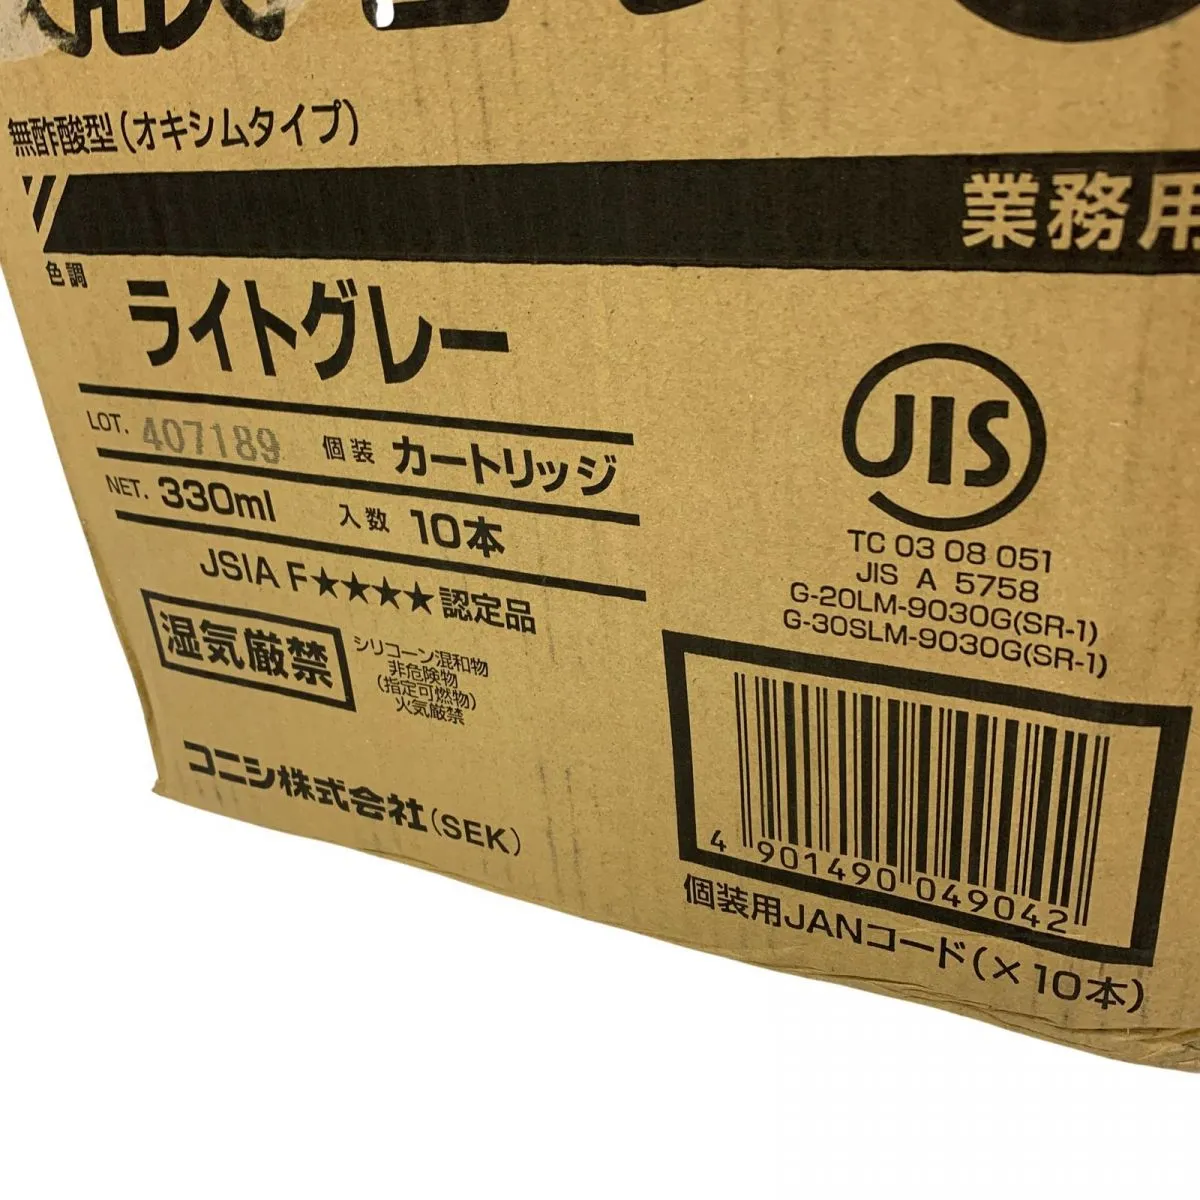 無酢酸型(オキシムタイプ)
業務用
色調
ライトグレー
LOT. 407189 個装 カートリッジ
NET. 330ml 入数 10本
JSIA F★★★★認定品
湿気厳禁
シリコーン混和物
非危険物
(指定可燃物)
火気厳禁
コニシ株式会社(SEK)
JIS
TC 03 08 051
JIS A 5758
G-20LM-9030G(SR-1)
G-30SLM-9030G(SR-1)
4 901490 049042
個装用JANコード(×10本)